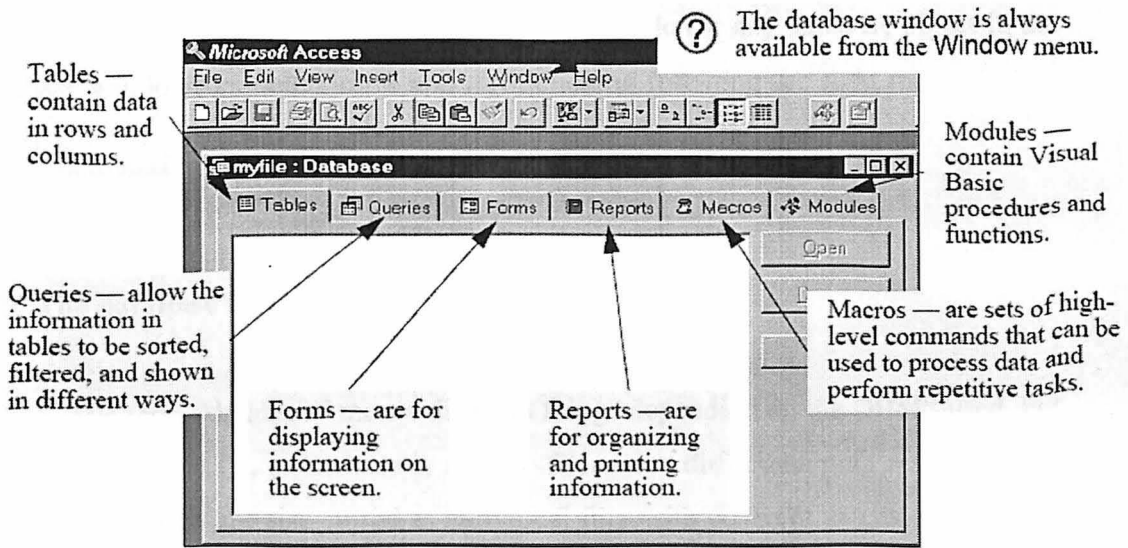 The database window is always
available from the Window menu.
Microsoft Access
File Edit View Insert Tools Window Help
Tables —
contain data
in rows and
columns.
myfile : Database
Tables Queries Forms Reports Macros Modules
Modules —
contain Visual
Basic
procedures and
functions.
Open
Queries — allow the
information in
tables to be sorted,
filtered, and shown
in different ways.
Macros — are sets of high-
level commands that can be
used to process data and
perform repetitive tasks.
Forms — are for
displaying
information on
the screen.
Reports — are
for organizing
and printing
information.